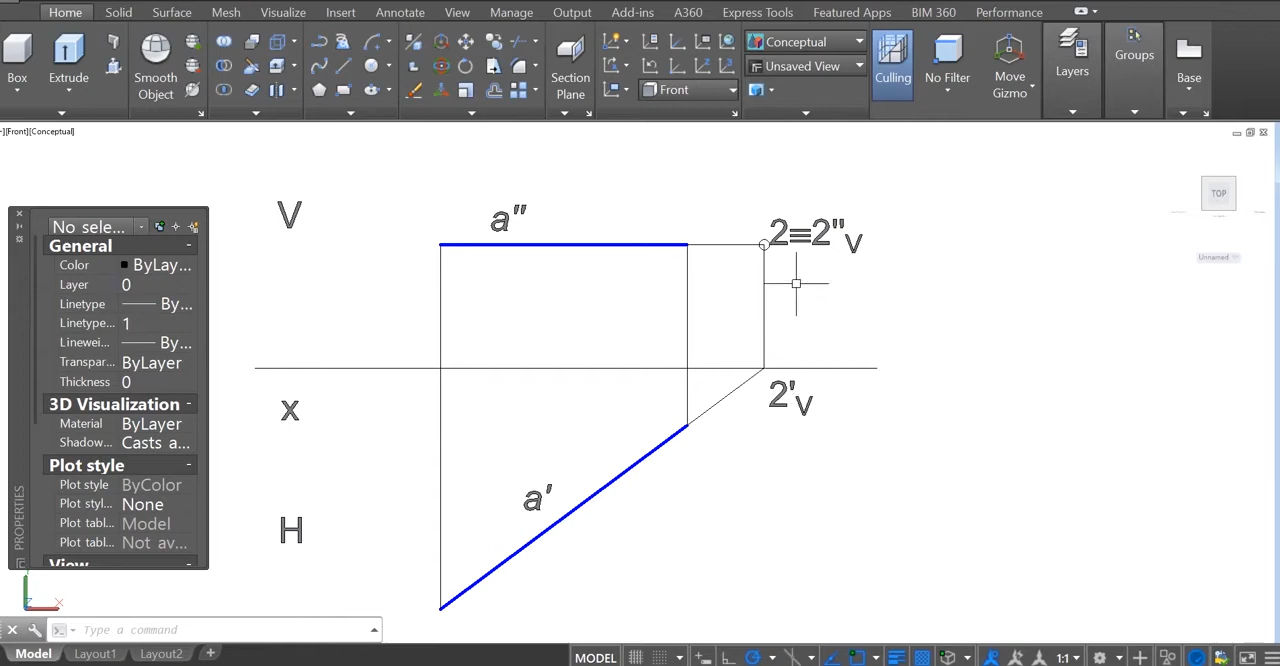 Home Solid Surface Mesh Visualize Insert Annotate View Manage Output Add-ins A360 Express Tools Featured Apps BIM 360 Performance
Box Extrude Smooth Object Section Plane Front Conceptual Unsaved View Culling No Filter Move Gizmo Layers Groups Base
][Front][Conceptual]
TOP
Unnamed
V
a"
2≡2"V
x
2'V
a'
H
No sele...
General -
Color ByLay...
Layer 0
Linetype By...
Linetype... 1
Linewei... By...
Transpar... ByLayer
Thickness 0
3D Visualization -
Material ByLayer
Shadow... Casts a...
Plot style -
Plot style ByColor
Plot styl... None
Plot tabl... Model
Plot tabl... Not av...
View -
PROPERTIES
Type a command
Model Layout1 Layout2 +
MODEL 1:1